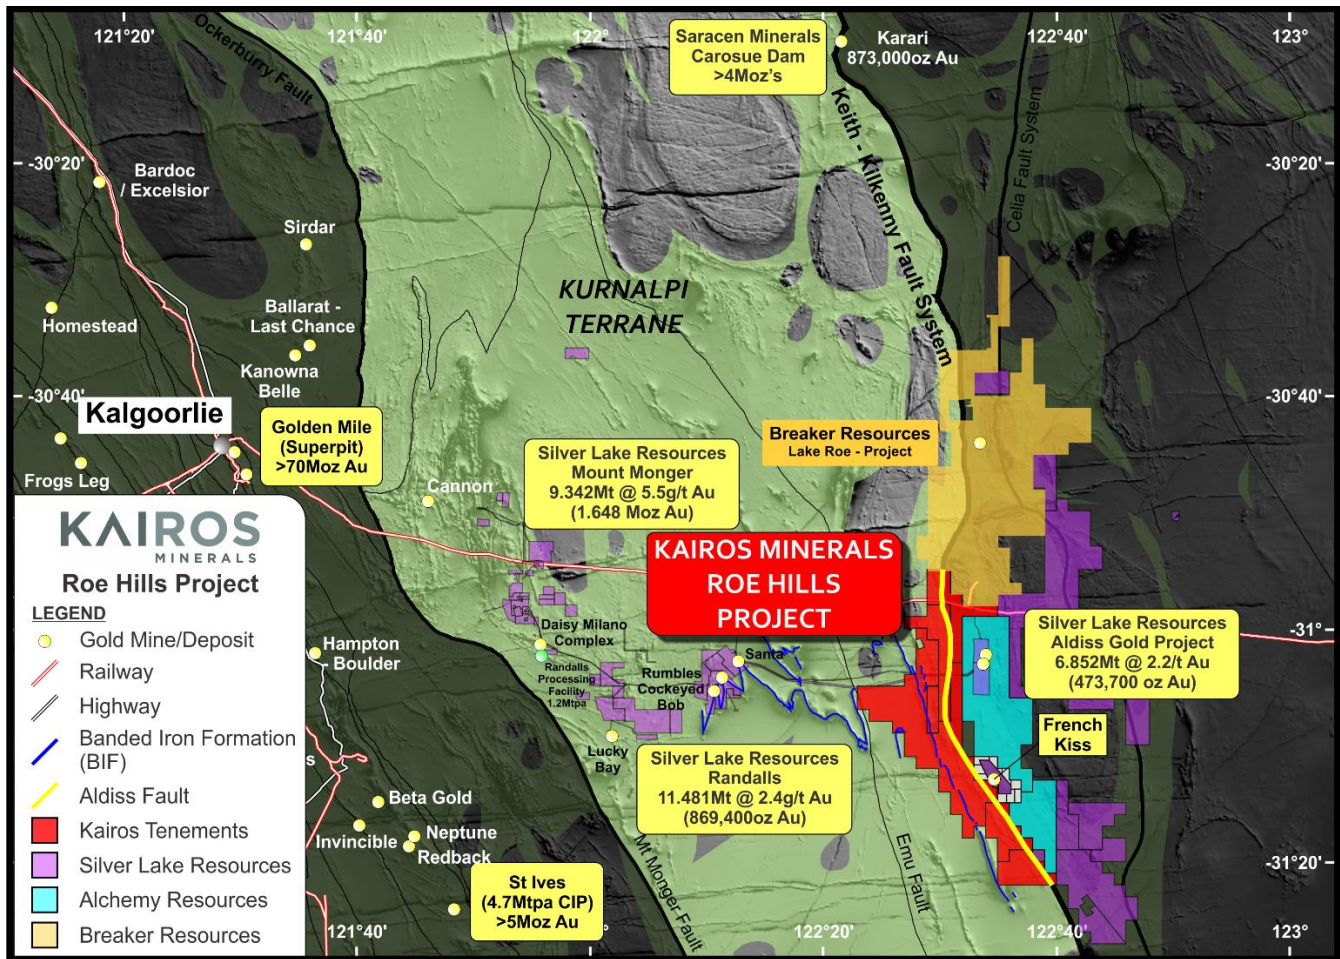 121°20'
121°40'
122°
122°40'
123°
Ockerburry Fault
Saracen Minerals
Carosue Dam
>4Moz's
Karari
873,000oz Au
Keith - Kilkenny Fault System
Celia Fault System
-30°20'
-30°20'
Bardoc
/ Excelsior
Sirdar
KURNALPI
TERRANE
Homestead
Ballarat -
Last Chance
Kanowna
Belle
-30°40'
-30°40'
Kalgoorlie
Golden Mile
(Superpit)
>70Moz Au
Frogs Leg
Cannon
Silver Lake Resources
Mount Monger
9.342Mt @ 5.5g/t Au
(1.648 Moz Au)
Breaker Resources
Lake Roe - Project
KAIROS MINERALS
ROE HILLS
PROJECT
KAIROS
MINERALS
Roe Hills Project
LEGEND
Gold Mine/Deposit
Railway
Highway
Banded Iron Formation
(BIF)
Aldiss Fault
Kairos Tenements
Silver Lake Resources
Alchemy Resources
Breaker Resources
Hampton
- Boulder
s
Daisy Milano
Complex
Randalls
Processing
Facility
1.2Mtpa
Santa
Rumbles
Cockeyed
Bob
Lucky
Bay
-31°
Silver Lake Resources
Aldiss Gold Project
6.852Mt @ 2.2/t Au
(473,700 oz Au)
French
Kiss
Silver Lake Resources
Randalls
11.481Mt @ 2.4g/t Au
(869,400oz Au)
Beta Gold
Invincible
Neptune
Redback
St Ives
(4.7Mtpa CIP)
>5Moz Au
Mt Monger Fault
Emu Fault
-31°20'
121°40'
122°20'
122°40'
123°